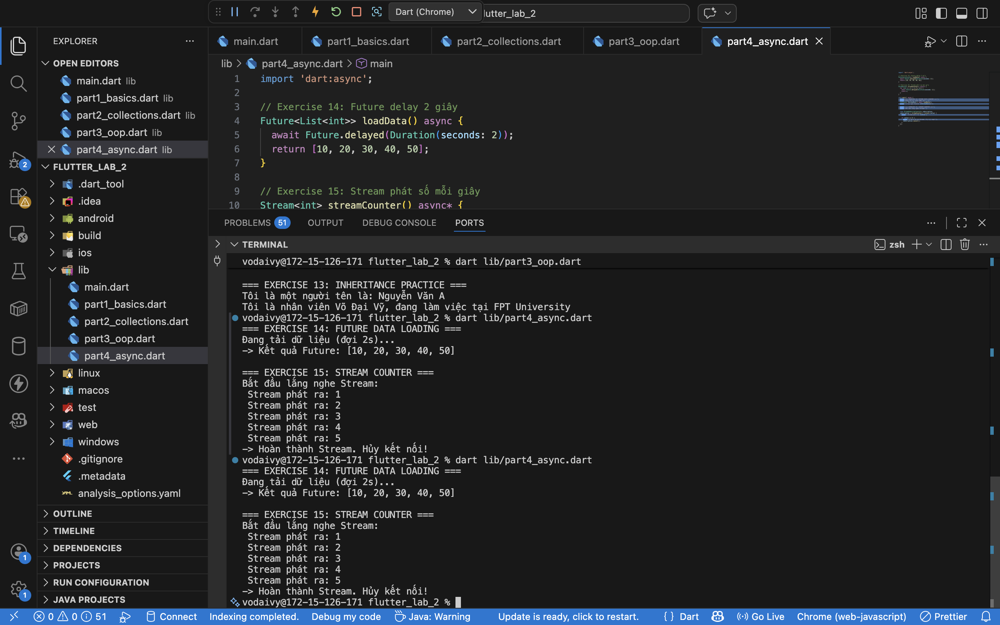 Dart (Chrome)
lutter_lab_2
EXPLORER
OPEN EDITORS
main.dart lib
part1_basics.dart lib
part2_collections.dart lib
part3_oop.dart lib
part4_async.dart lib
FLUTTER_LAB_2
.dart_tool
.idea
android
build
ios
lib
main.dart
part1_basics.dart
part2_collections.dart
part3_oop.dart
part4_async.dart
linux
macos
test
web
windows
.gitignore
.metadata
analysis_options.yaml
OUTLINE
TIMELINE
DEPENDENCIES
PROJECTS
RUN CONFIGURATION
JAVA PROJECTS
2
1
1
main.dart
part1_basics.dart
part2_collections.dart
part3_oop.dart
part4_async.dart
lib > part4_async.dart > main
1 import 'dart:async';
2
3 // Exercise 14: Future delay 2 giây
4 Future<List<int>> loadData() async {
5 await Future.delayed(Duration(seconds: 2));
6 return [10, 20, 30, 40, 50];
7 }
8
9 // Exercise 15: Stream phát số mỗi giây
10 Stream<int> streamCounter() async* {
PROBLEMS 51 OUTPUT DEBUG CONSOLE PORTS
TERMINAL
zsh
vodaivy@172-15-126-171 flutter_lab_2 % dart lib/part3_oop.dart
=== EXERCISE 13: INHERITANCE PRACTICE ===
Tôi là một người tên là: Nguyễn Văn A
Tôi là nhân viên Võ Đại Vỹ, đang làm việc tại FPT University
vodaivy@172-15-126-171 flutter_lab_2 % dart lib/part4_async.dart
=== EXERCISE 14: FUTURE DATA LOADING ===
Đang tải dữ liệu (đợi 2s)...
-> Kết quả Future: [10, 20, 30, 40, 50]
=== EXERCISE 15: STREAM COUNTER ===
Bắt đầu lắng nghe Stream:
Stream phát ra: 1
Stream phát ra: 2
Stream phát ra: 3
Stream phát ra: 4
Stream phát ra: 5
-> Hoàn thành Stream. Hủy kết nối!
vodaivy@172-15-126-171 flutter_lab_2 % dart lib/part4_async.dart
=== EXERCISE 14: FUTURE DATA LOADING ===
Đang tải dữ liệu (đợi 2s)...
-> Kết quả Future: [10, 20, 30, 40, 50]
=== EXERCISE 15: STREAM COUNTER ===
Bắt đầu lắng nghe Stream:
Stream phát ra: 1
Stream phát ra: 2
Stream phát ra: 3
Stream phát ra: 4
Stream phát ra: 5
-> Hoàn thành Stream. Hủy kết nối!
vodaivy@172-15-126-171 flutter_lab_2 %
0 0 51 Connect Indexing completed. Debug my code Java: Warning Update is ready, click to restart. {} Dart Go Live Chrome (web-javascript) Prettier